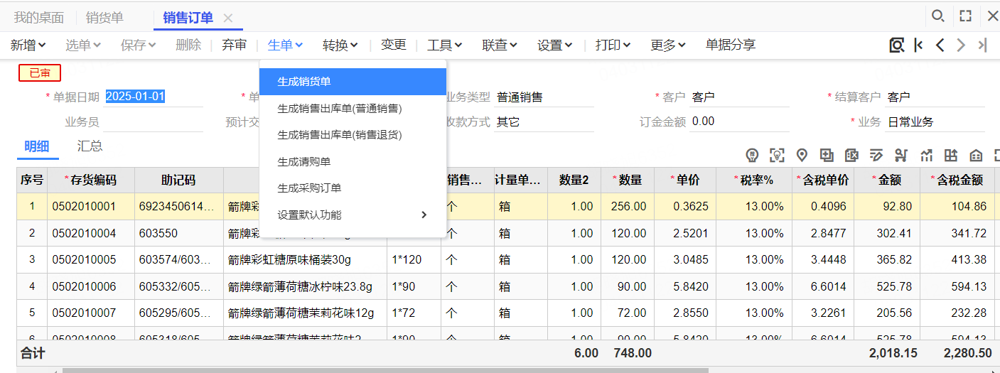 我的桌面 销货单 销售订单
新增 选单 保存 删除 弃审 生单 转换 变更 工具 联查 设置 打印 更多 单据分享
已审
* 单据日期 2025-01-01 * 单 业务类型 普通销售 * 客户 客户 * 结算客户 客户
业务员 预计交 收款方式 其它 订金金额 0.00 * 业务 日常业务
生成销货单
生成销售出库单(普通销售)
生成销售出库单(销售退货)
生成请购单
生成采购订单
设置默认功能
明细 汇总
序号 * 存货编码 助记码 销售... 计量单... 数量2 * 数量 * 单价 * 税率% * 含税单价 * 金额 * 含税金额
1 0502010001 6923450614... 箭牌彩 个 箱 1.00 256.00 0.3625 13.00% 0.4096 92.80 104.86
2 0502010004 603550 箭牌彩 个 箱 1.00 120.00 2.5201 13.00% 2.8477 302.41 341.72
3 0502010005 603574/603... 箭牌彩虹糖原味桶装30g 1*120 个 箱 1.00 120.00 3.0485 13.00% 3.4448 365.82 413.38
4 0502010006 605332/605... 箭牌绿箭薄荷糖冰柠味23.8g 1*90 个 箱 1.00 90.00 5.8420 13.00% 6.6014 525.78 594.13
5 0502010007 605295/605... 箭牌绿箭薄荷糖茉莉花味12g 1*72 个 箱 1.00 72.00 2.8550 13.00% 3.2261 205.56 232.28
6 0502010008 605318/605... 箭牌绿箭薄荷糖茉莉花味2 1*90 个 箱 1.00 90.00 5.8420 13.00% 6.6014 525.78 594.13
合计 6.00 748.00 2,018.15 2,280.50